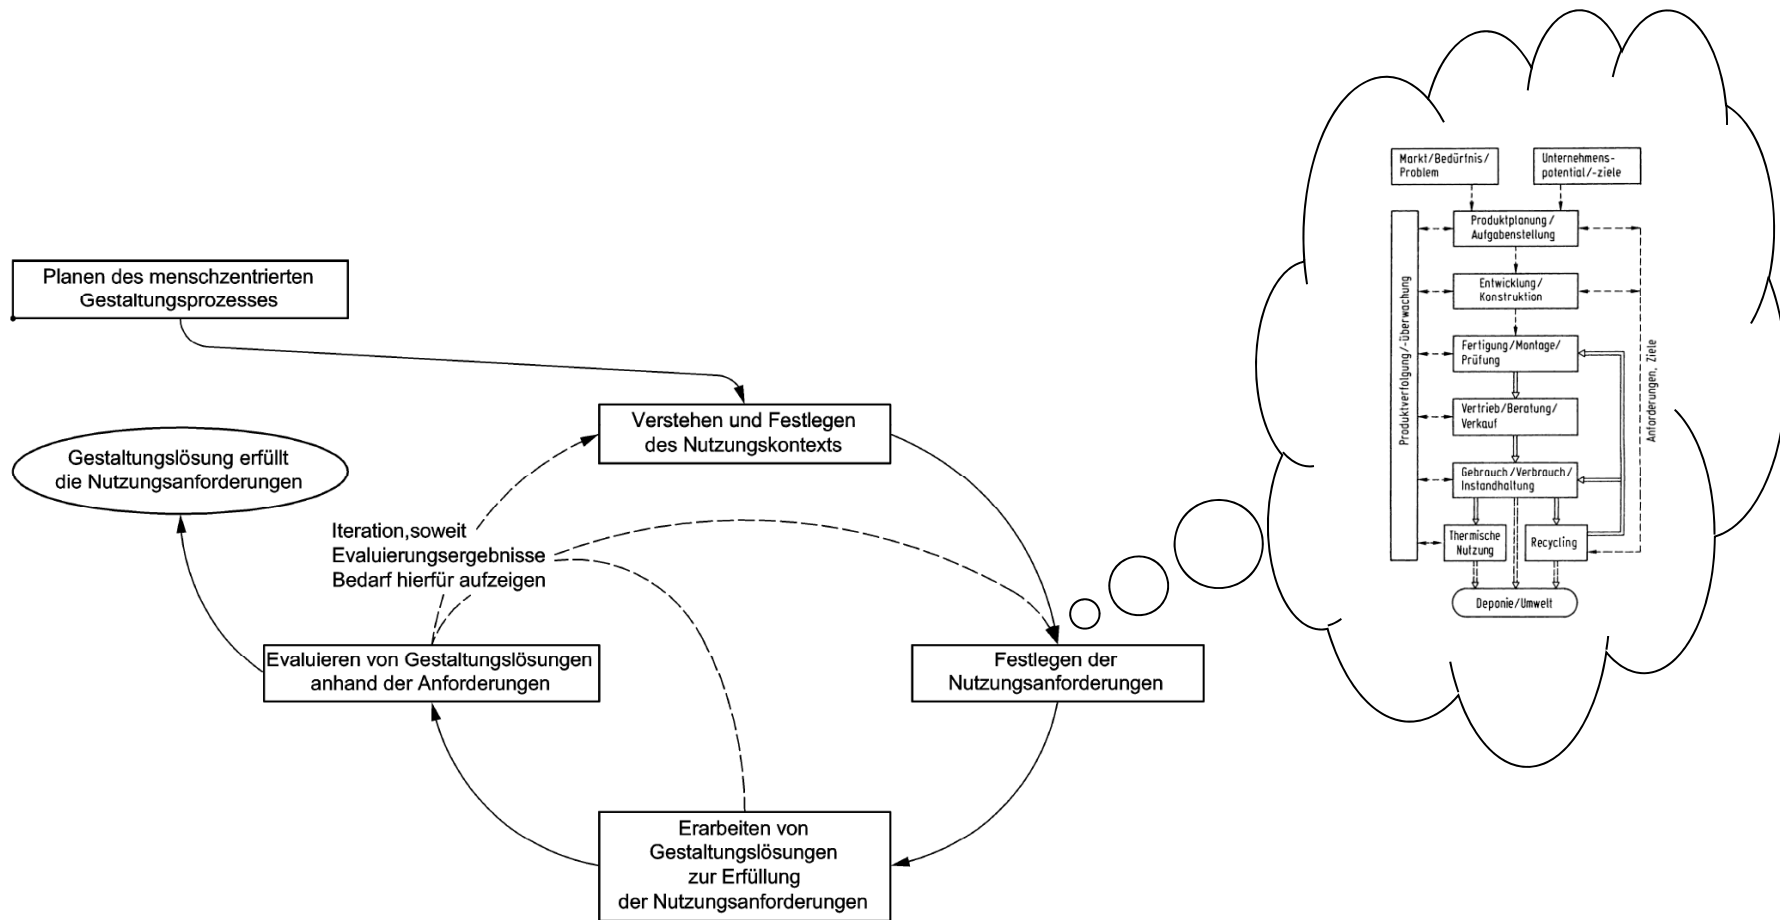 Planen des menschzentrierten
Gestaltungsprozesses
Verstehen und Festlegen
des Nutzungskontexts
Gestaltungslösung erfüllt
die Nutzungsanforderungen
Iteration,soweit
Evaluierungsergebnisse
Bedarf hierfür aufzeigen
Evaluieren von Gestaltungslösungen
anhand der Anforderungen
Festlegen der
Nutzungsanforderungen
Erarbeiten von
Gestaltungslösungen
zur Erfüllung
der Nutzungsanforderungen
Markt/Bedürfnis/
Problem
Unternehmens-
potential/-ziele
Produktplanung/
Aufgabenstellung
Entwicklung/
Konstruktion
Fertigung/Montage/
Prüfung
Vertrieb/Beratung/
Verkauf
Gebrauch/Verbrauch/
Instandhaltung
Thermische
Nutzung
Recycling
Deponie/Umwelt
Produktverfolgung/-überwachung
Anforderungen, Ziele